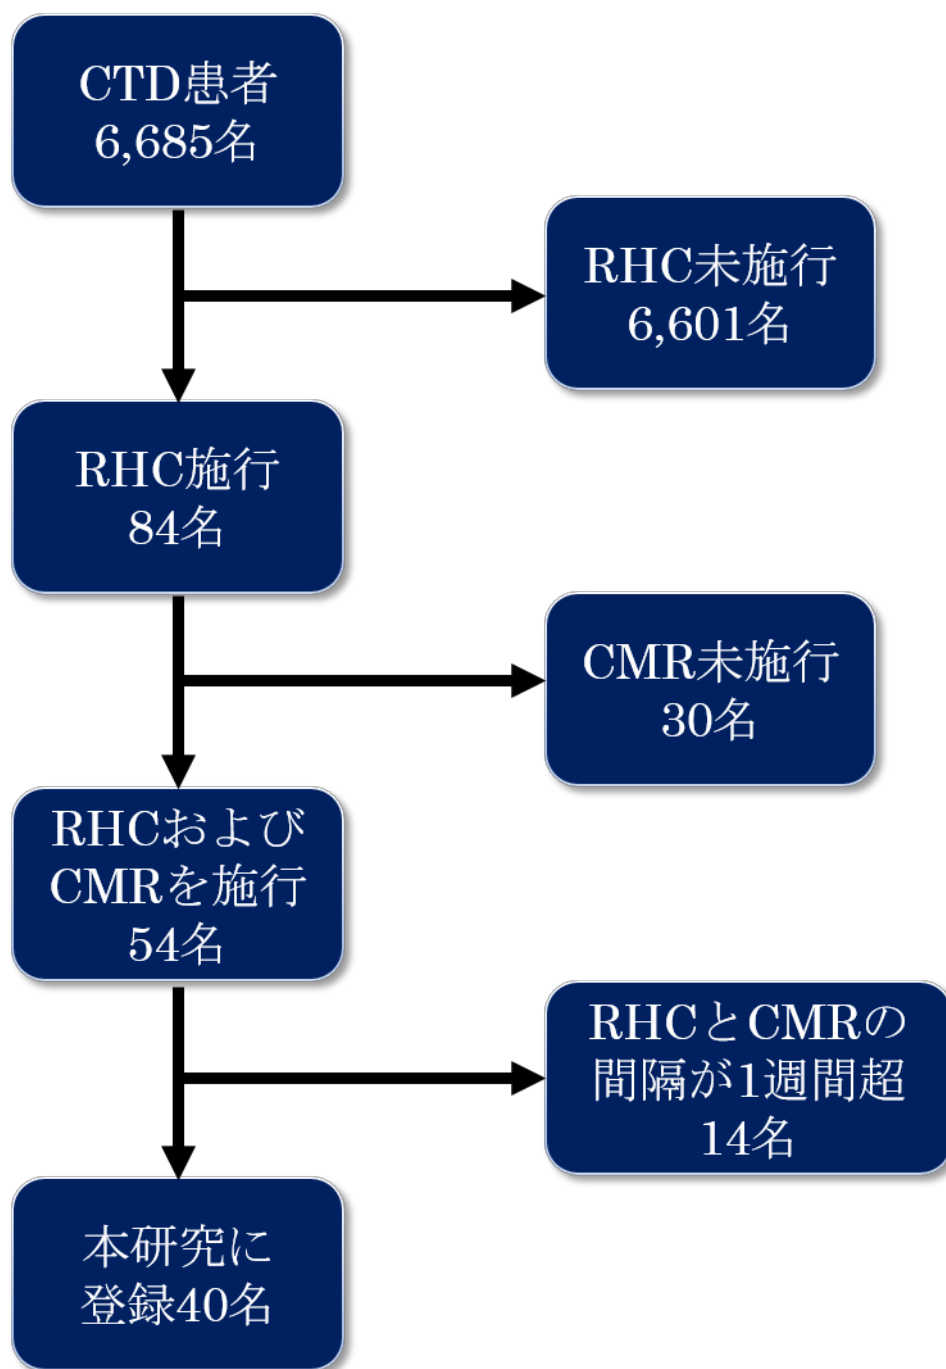 CTD患者
6,685名
RHC未施行
6,601名
RHC施行
84名
CMR未施行
30名
RHCおよび
CMRを施行
54名
RHCとCMRの
間隔が1週間超
14名
本研究に
登録40名